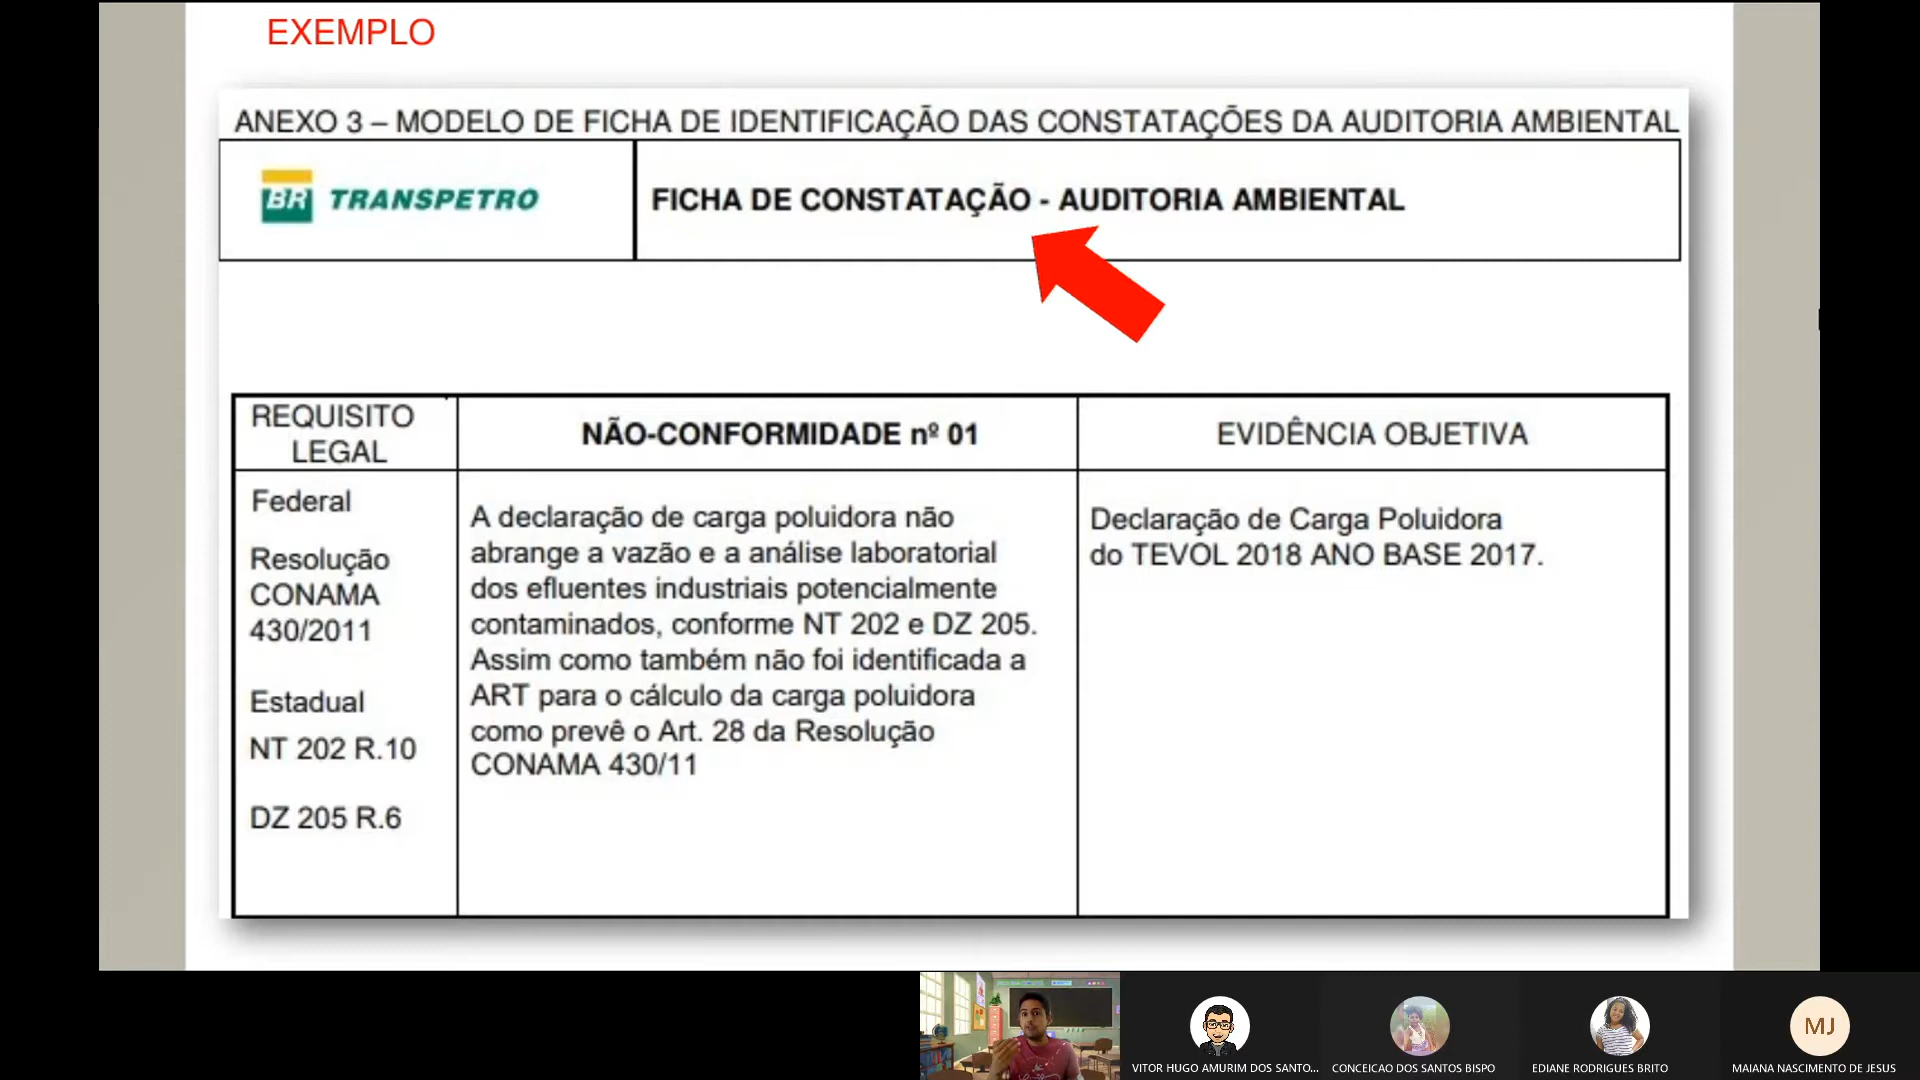 EXEMPLO
ANEXO 3 – MODELO DE FICHA DE IDENTIFICAÇÃO DAS CONSTATAÇÕES DA AUDITORIA AMBIENTAL
BR TRANSPETRO
FICHA DE CONSTATAÇÃO - AUDITORIA AMBIENTAL
REQUISITO
LEGAL
NÃO-CONFORMIDADE nº 01
EVIDÊNCIA OBJETIVA
Federal
Resolução
CONAMA
430/2011
Estadual
NT 202 R.10
DZ 205 R.6
A declaração de carga poluidora não
abrange a vazão e a análise laboratorial
dos efluentes industriais potencialmente
contaminados, conforme NT 202 e DZ 205.
Assim como também não foi identificada a
ART para o cálculo da carga poluidora
como prevê o Art. 28 da Resolução
CONAMA 430/11
Declaração de Carga Poluidora
do TEVOL 2018 ANO BASE 2017.
MJ
VITOR HUGO AMURIM DOS SANTO...
CONCEICAO DOS SANTOS BISPO
EDIANE RODRIGUES BRITO
MAIANA NASCIMENTO DE JESUS